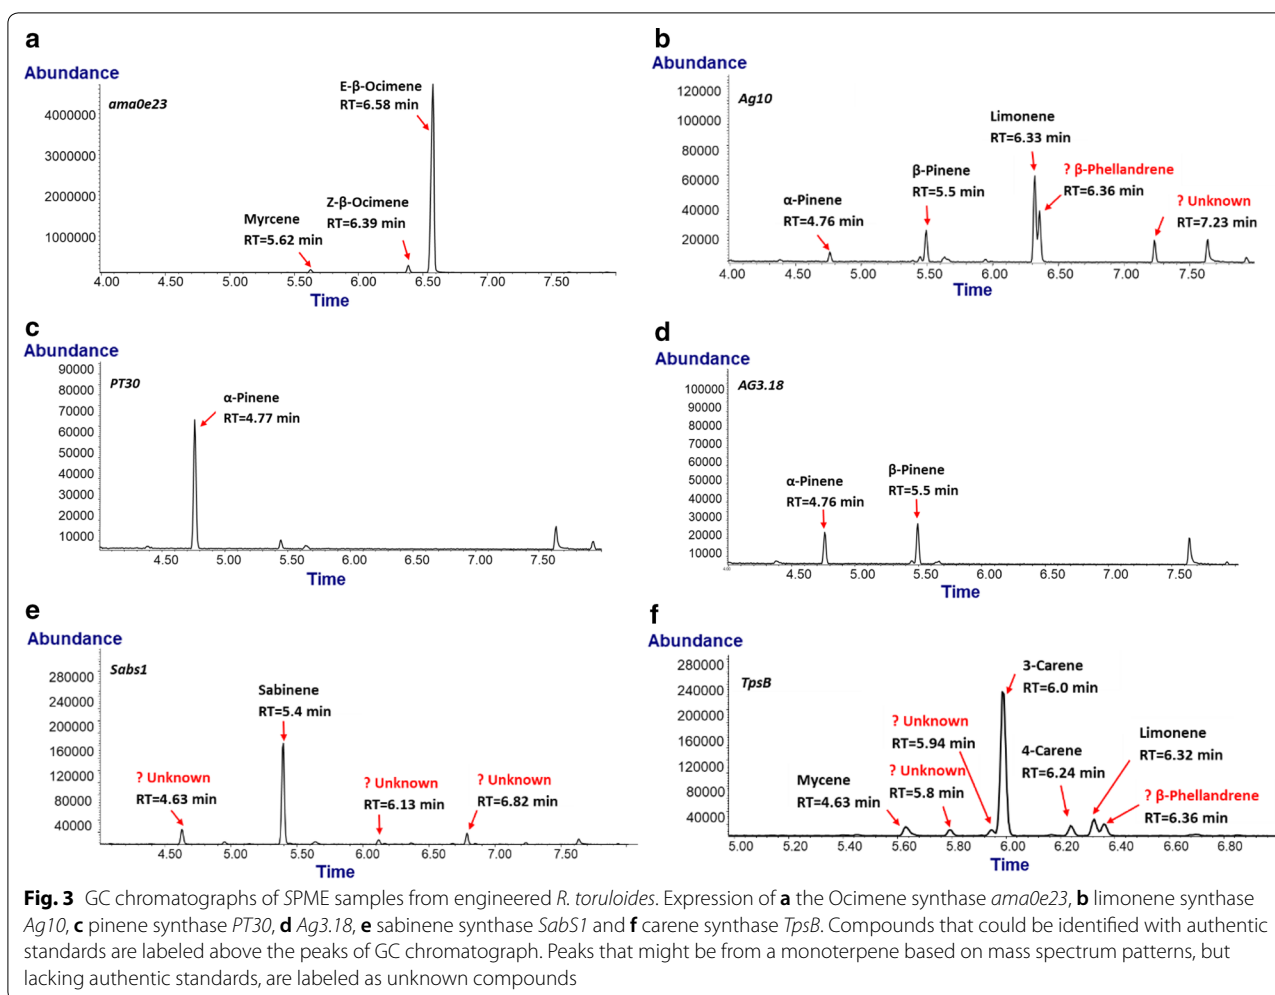 a
Abundance
ama0e23
4000000
3000000
2000000
1000000
E-β-Ocimene
RT=6.58 min
Z-β-Ocimene
RT=6.39 min
Myrcene
RT=5.62 min
4.00 4.50 5.00 5.50 6.00 6.50 7.00
Time
b
Abundance
Ag10
120000
100000
80000
60000
40000
20000
Limonene
RT=6.33 min
? β-Phellandrene
RT=6.36 min
β-Pinene
RT=5.5 min
α-Pinene
RT=4.76 min
? Unknown
RT=7.23 min
4.00 4.50 5.00 5.50 6.00 6.50 7.00 7.50
Time
c
Abundance
PT30
90000
80000
70000
60000
50000
40000
30000
20000
10000
α-Pinene
RT=4.77 min
4.50 5.00 5.50 6.00 6.50 7.00 7.50
Time
d
Abundance
AG3.18
100000
90000
80000
70000
60000
50000
40000
30000
20000
10000
α-Pinene
RT=4.76 min
β-Pinene
RT=5.5 min
4.50 5.00 5.50 6.00 6.50 7.00 7.50
Time
e
Abundance
Sabs1
280000
240000
200000
160000
120000
80000
40000
Sabinene
RT=5.4 min
? Unknown
RT=4.63 min
? Unknown
RT=6.13 min
? Unknown
RT=6.82 min
4.50 5.00 5.50 6.00 6.50 7.00 7.50
Time
f
Abundance
TpsB
280000
240000
200000
160000
120000
80000
40000
3-Carene
RT=6.0 min
? Unknown
RT=5.94 min
? Unknown
RT=5.8 min
Mycene
RT=4.63 min
4-Carene
RT=6.24 min
Limonene
RT=6.32 min
? β-Phellandrene
RT=6.36 min
5.00 5.20 5.40 5.60 5.80 6.00 6.20 6.40 6.60 6.80
Time
Fig. 3 GC chromatographs of SPME samples from engineered R. toruloides. Expression of a the Ocimene synthase ama0e23, b limonene synthase
Ag10, c pinene synthase PT30, d Ag3.18, e sabinene synthase SabS1 and f carene synthase TpsB. Compounds that could be identified with authentic
standards are labeled above the peaks of GC chromatograph. Peaks that might be from a monoterpene based on mass spectrum patterns, but
lacking authentic standards, are labeled as unknown compounds